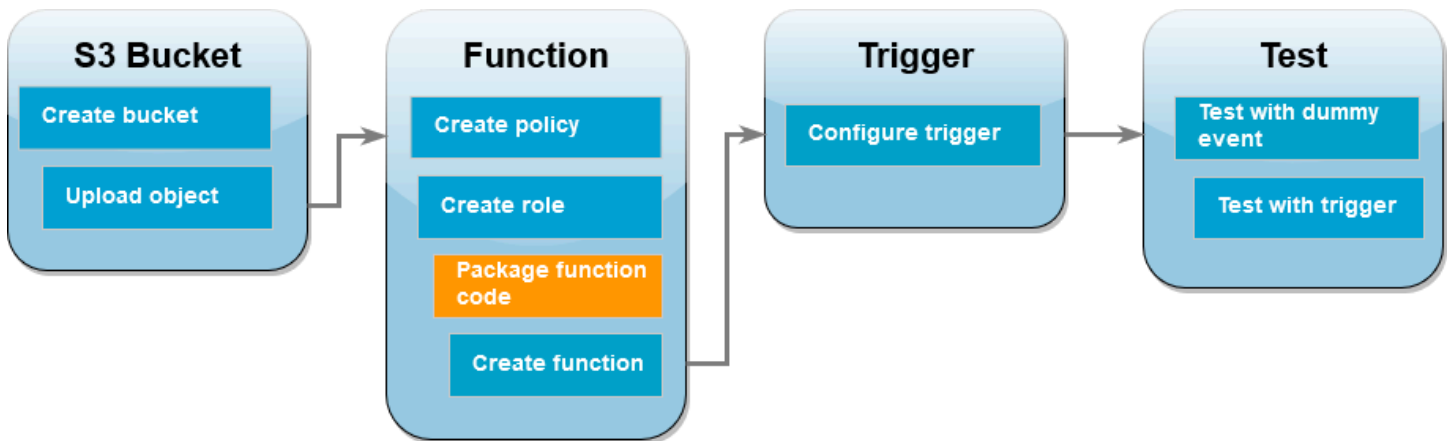 S3 Bucket
Create bucket
Upload object
Function
Create policy
Create role
Package function
code
Create function
Trigger
Configure trigger
Test
Test with dummy
event
Test with trigger